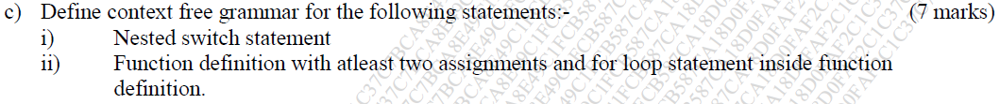 c) Define context free grammar for the following statements:- (7 marks)
i) Nested switch statement
ii) Function definition with atleast two assignments and for loop statement inside function
definition.